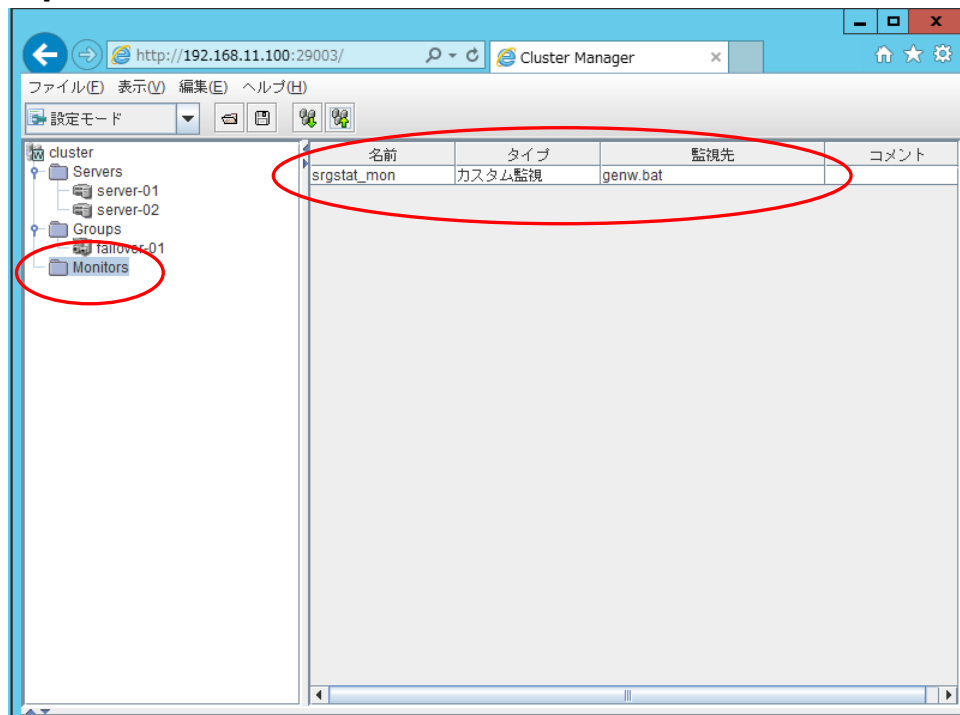 http://192.168.11.100:29003/
Cluster Manager
ファイル(F) 表示(V) 編集(E) ヘルプ(H)
設定モード
cluster
Servers
server-01
server-02
Groups
failover-01
Monitors
名前 タイプ 監視先 コメント
srgstat_mon カスタム監視 genw.bat